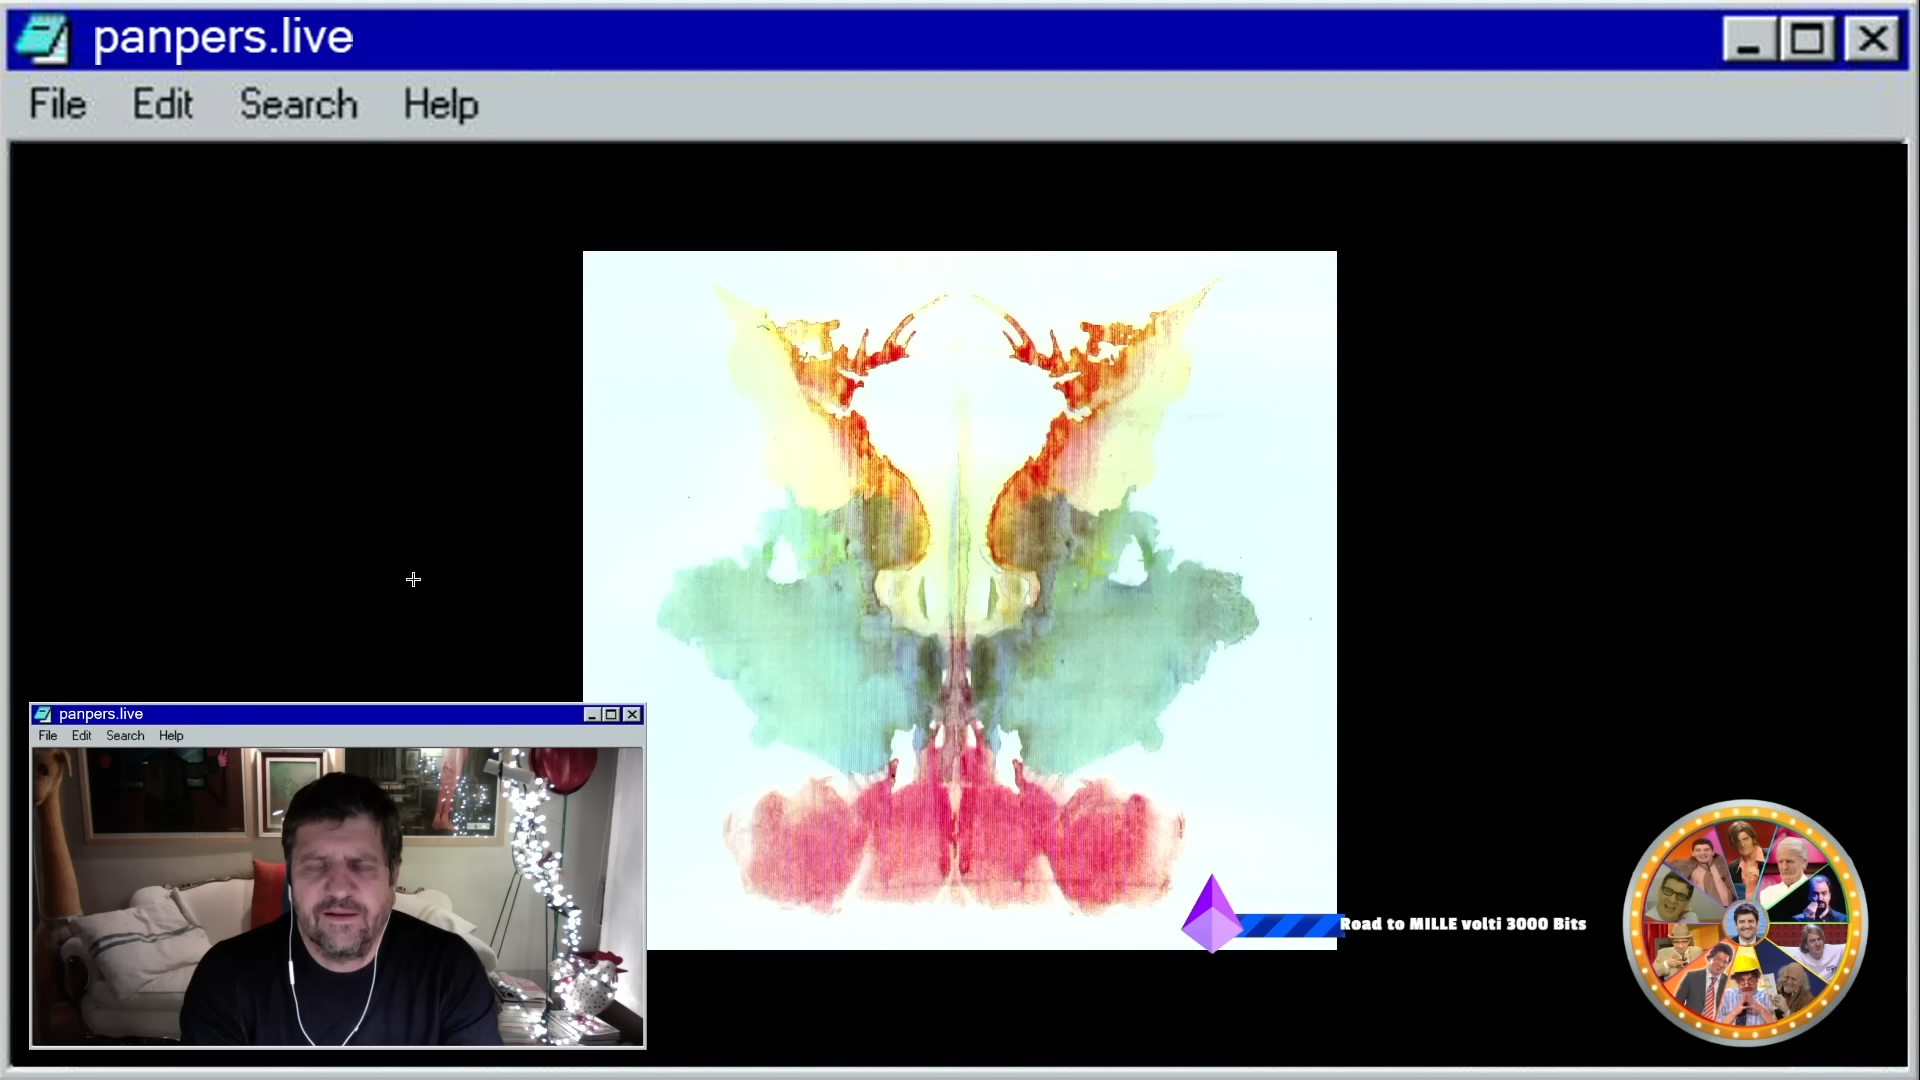 panpers.live
File Edit Search Help
panpers.live
File Edit Search Help
Road to MILLE volti 3000 Bits